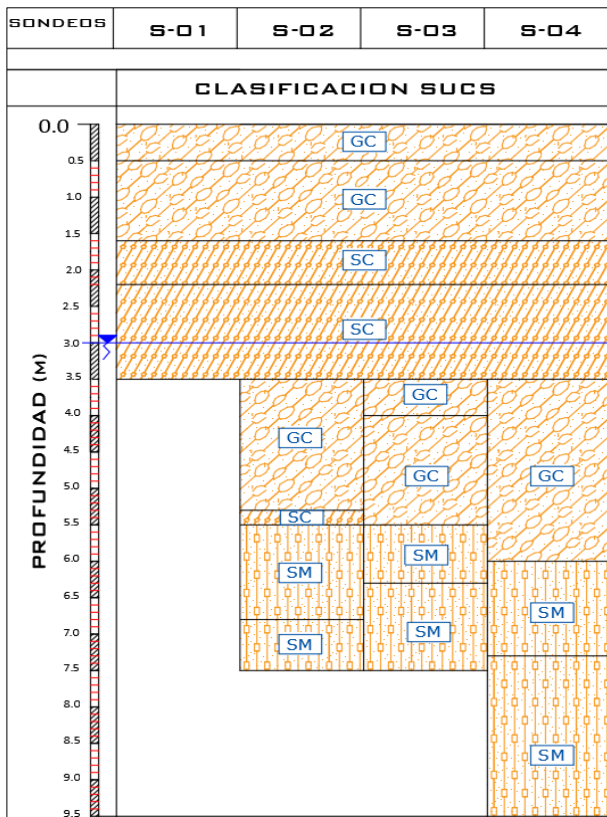 SONDEOS S-01 S-02 S-03 S-04
CLASIFICACION SUCS
PROFUNDIDAD (M)
0.0
GC
0.5
1.0
GC
1.5
SC
2.0
2.5
SC
3.0
3.5
GC
4.0
GC
4.5
GC GC
5.0
SC
5.5
SM
6.0
SM
6.5
SM
7.0
SM SM
7.5
8.0
8.5
SM
9.0
9.5